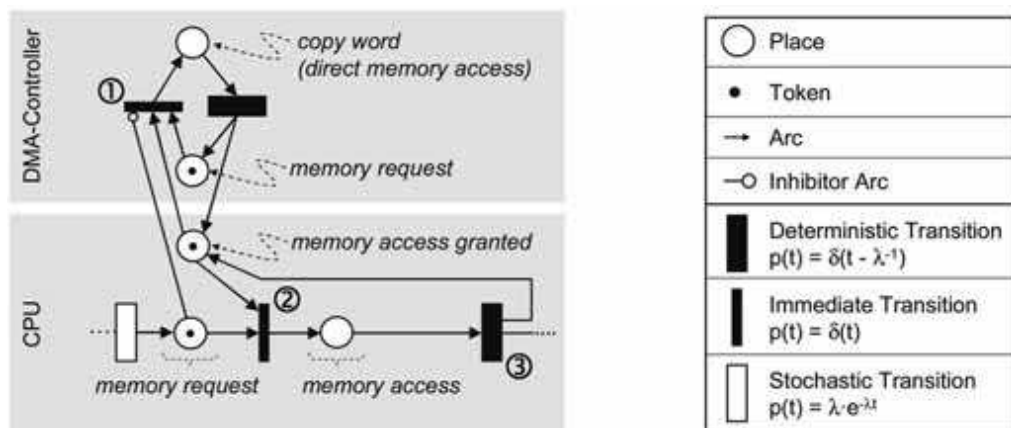 DMA-Controller
copy word
(direct memory access)
①
memory request
CPU
memory access granted
②
③
memory request
memory access
Place
Token
Arc
Inhibitor Arc
Deterministic Transition
p(t) = δ(t - λ⁻¹)
Immediate Transition
p(t) = δ(t)
Stochastic Transition
p(t) = λ·e⁻λt